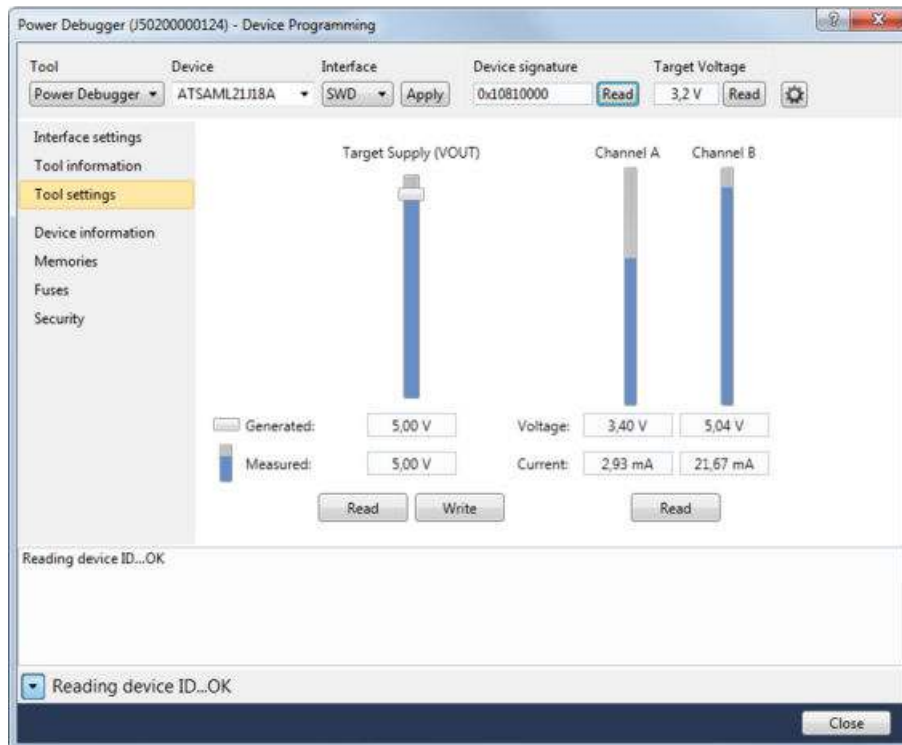 Power Debugger (J50200000124) - Device Programming
Tool Device Interface Device signature Target Voltage
Power Debugger ATSAML21J18A SWD Apply 0x10810000 Read 3,2 V Read
Interface settings
Tool information
Tool settings
Device information
Memories
Fuses
Security
Target Supply (VOUT) Channel A Channel B
Generated: 5,00 V Voltage: 3,40 V 5,04 V
Measured: 5,00 V Current: 2,93 mA 21,67 mA
Read Write Read
Reading device ID...OK
Reading device ID...OK
Close